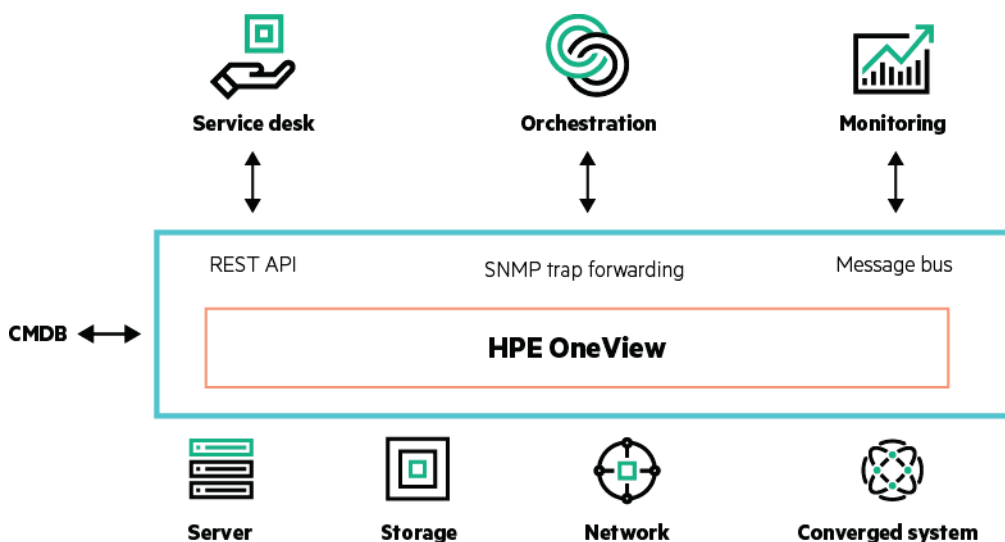 Service desk
Orchestration
Monitoring
REST API
SNMP trap forwarding
Message bus
CMDB
HPE OneView
Server
Storage
Network
Converged system